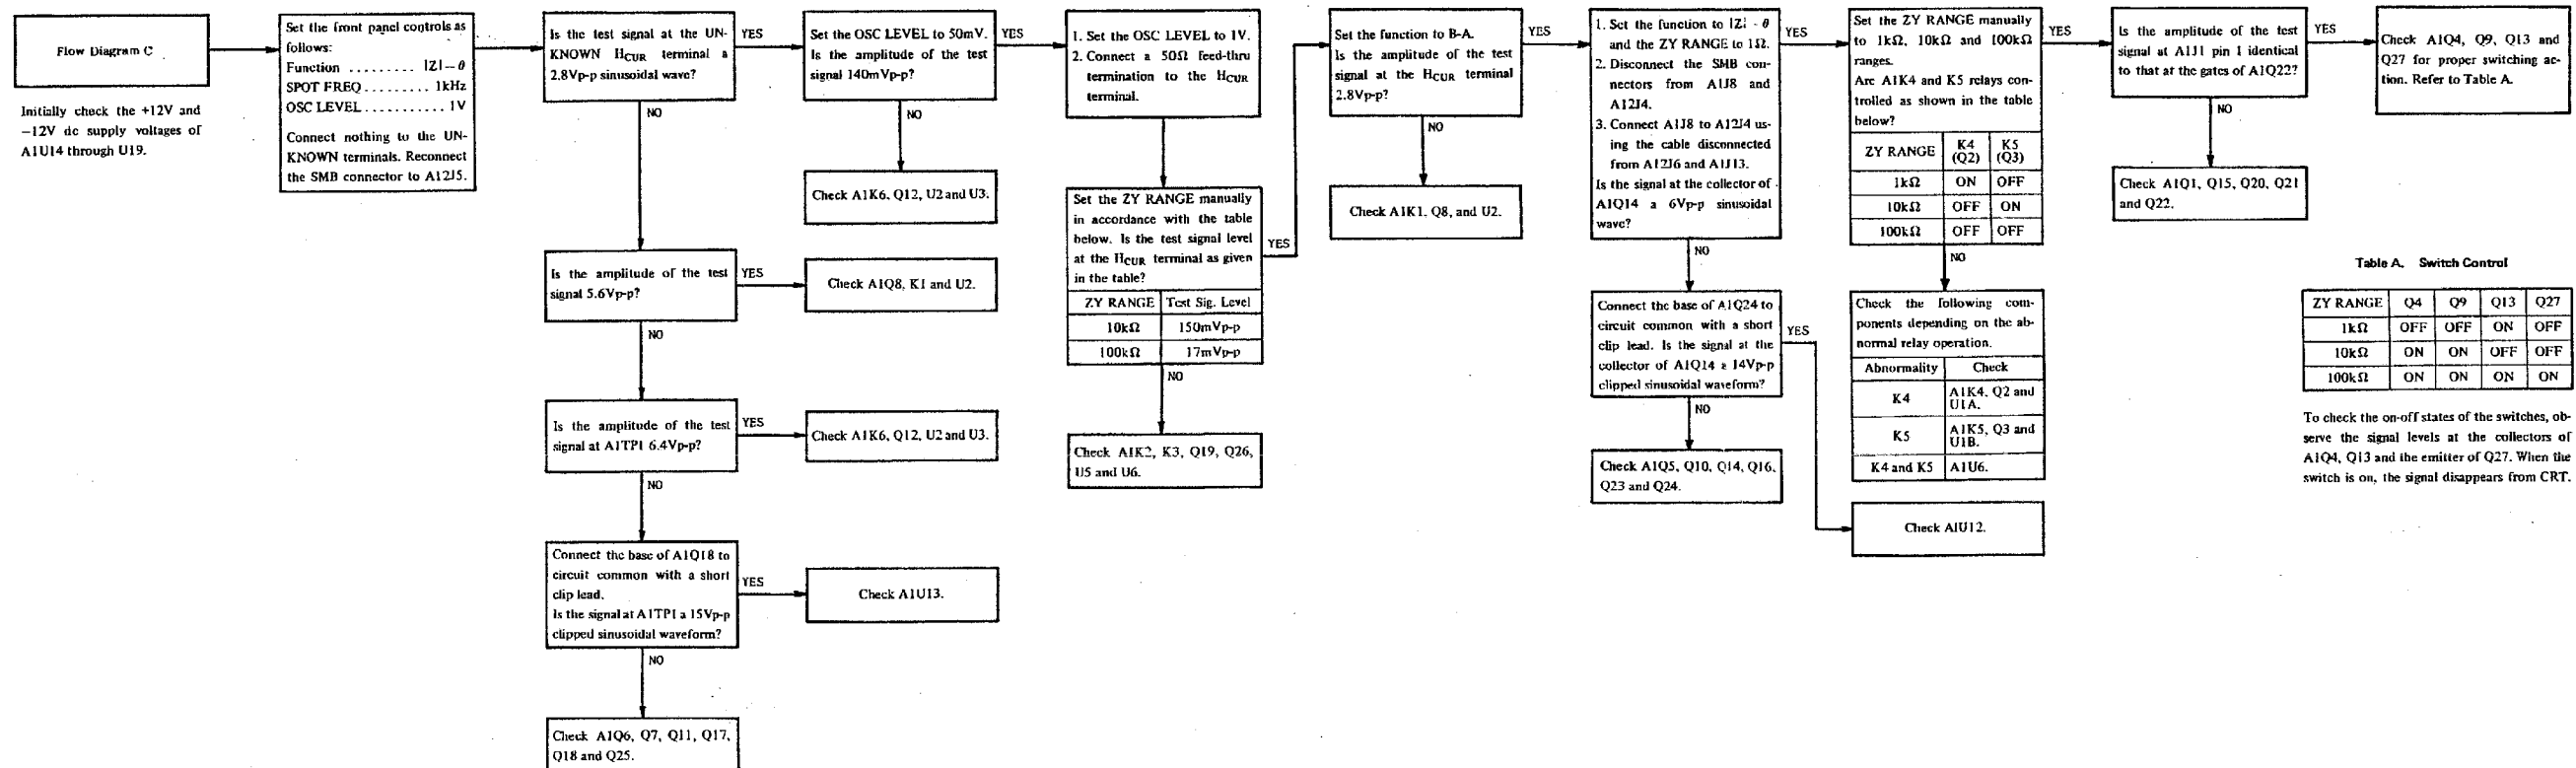 Flow Diagram C
Initially check the +12V and
−12V dc supply voltages of
A1U14 through U19.
Set the front panel controls as
follows:
Function ......... |Z|−θ
SPOT FREQ ......... 1kHz
OSC LEVEL ........... 1V
Connect nothing to the UN-
KNOWN terminals. Reconnect
the SMB connector to A12J5.
Is the test signal at the UN-
KNOWN HCUR terminal a
2.8Vp-p sinusoidal wave?
YES
NO
Is the amplitude of the test
signal 5.6Vp-p?
YES
Check A1Q8, K1 and U2.
NO
Is the amplitude of the test
signal at A1TP1 6.4Vp-p?
YES
Check A1K6, Q12, U2 and U3.
NO
Connect the base of A1Q18 to
circuit common with a short
clip lead.
Is the signal at A1TP1 a 15Vp-p
clipped sinusoidal waveform?
YES
Check A1U13.
NO
Check A1Q6, Q7, Q11, Q17,
Q18 and Q25.
Set the OSC LEVEL to 50mV.
Is the amplitude of the test
signal 140mVp-p?
YES
NO
Check A1K6, Q12, U2 and U3.
1. Set the OSC LEVEL to 1V.
2. Connect a 50Ω feed-thru
termination to the HCUR
terminal.
Set the ZY RANGE manually
in accordance with the table
below. Is the test signal level
at the HCUR terminal as given
in the table?
ZY RANGE Test Sig. Level
10kΩ 150mVp-p
100kΩ 17mVp-p
YES
NO
Check A1K2, K3, Q19, Q26,
U5 and U6.
Set the function to B-A.
Is the amplitude of the test
signal at the HCUR terminal
2.8Vp-p?
YES
NO
Check A1K1, Q8, and U2.
1. Set the function to |Z| - θ
and the ZY RANGE to 1Ω.
2. Disconnect the SMB con-
nectors from A1J8 and
A12J4.
3. Connect A1J8 to A12J4 us-
ing the cable disconnected
from A12J6 and A1J13.
Is the signal at the collector of
A1Q14 a 6Vp-p sinusoidal
wave?
YES
NO
Connect the base of A1Q24 to
circuit common with a short
clip lead. Is the signal at the
collector of A1Q14 a 14Vp-p
clipped sinusoidal waveform?
YES
NO
Check A1Q5, Q10, Q14, Q16,
Q23 and Q24.
Check A1U12.
Set the ZY RANGE manually
to 1kΩ, 10kΩ and 100kΩ
ranges.
Are A1K4 and K5 relays con-
trolled as shown in the table
below?
ZY RANGE K4 (Q2) K5 (Q3)
1kΩ ON OFF
10kΩ OFF ON
100kΩ OFF OFF
YES
NO
Check the following com-
ponents depending on the ab-
normal relay operation.
Abnormality Check
K4 A1K4, Q2 and U1A.
K5 A1K5, Q3 and U1B.
K4 and K5 A1U6.
Is the amplitude of the test
signal at A1J1 pin 1 identical
to that at the gates of A1Q22?
YES
NO
Check A1Q1, Q15, Q20, Q21
and Q22.
Check A1Q4, Q9, Q13 and
Q27 for proper switching ac-
tion. Refer to Table A.
Table A. Switch Control
ZY RANGE Q4 Q9 Q13 Q27
1kΩ OFF OFF ON OFF
10kΩ ON ON OFF OFF
100kΩ ON ON ON ON
To check the on-off states of the switches, ob-
serve the signal levels at the collectors of
A1Q4, Q13 and the emitter of Q27. When the
switch is on, the signal disappears from CRT.